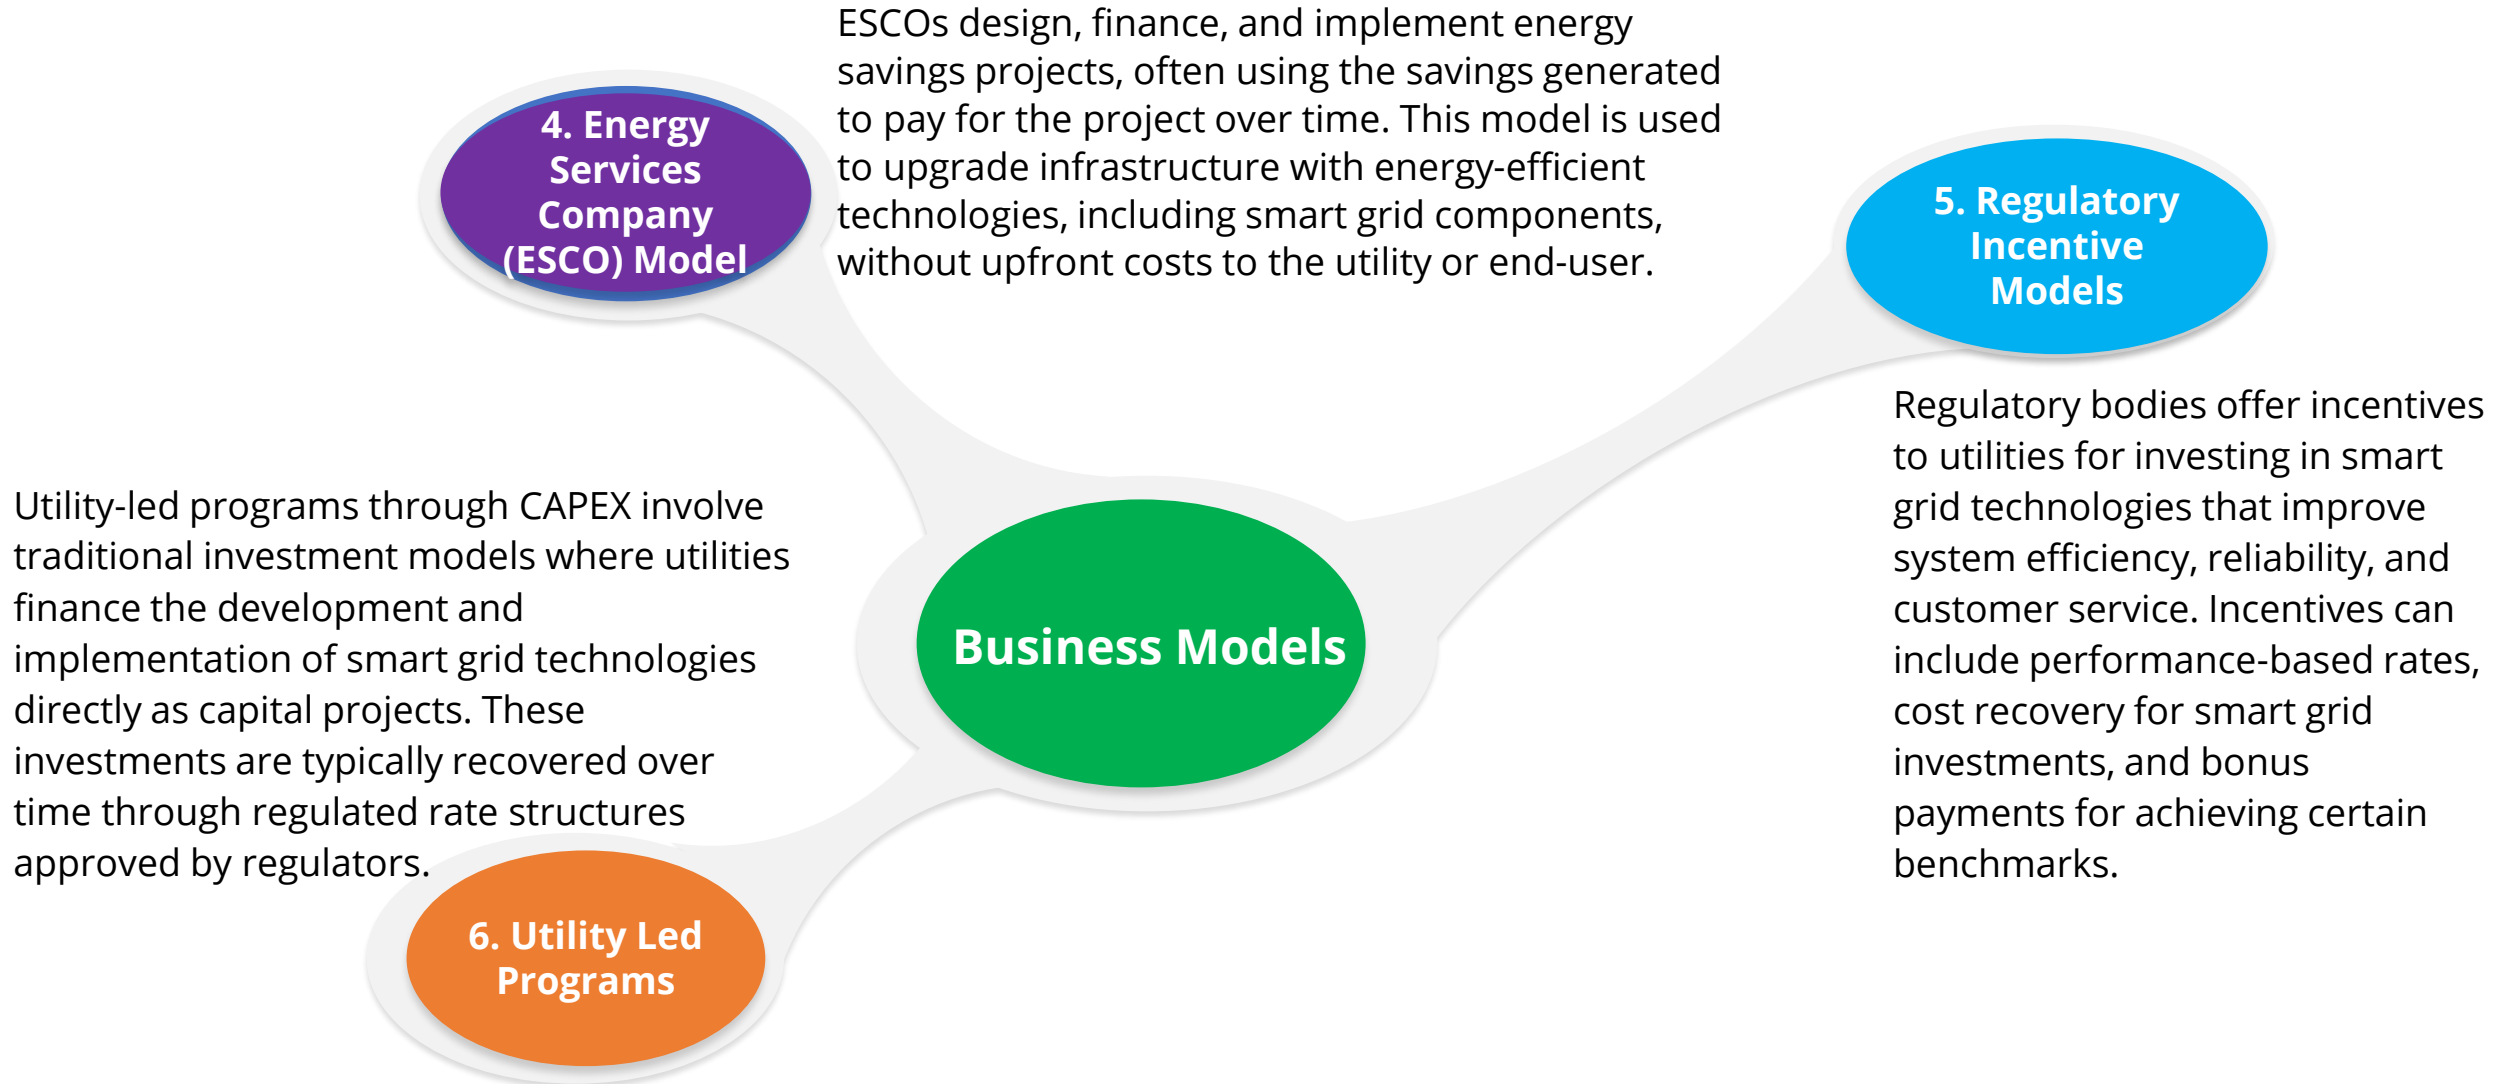 ESCOs design, finance, and implement energy
savings projects, often using the savings generated
to pay for the project over time. This model is used
to upgrade infrastructure with energy-efficient
technologies, including smart grid components,
without upfront costs to the utility or end-user.
4. Energy
Services
Company
(ESCO) Model
5. Regulatory
Incentive
Models
Regulatory bodies offer incentives
to utilities for investing in smart
grid technologies that improve
system efficiency, reliability, and
customer service. Incentives can
include performance-based rates,
cost recovery for smart grid
investments, and bonus
payments for achieving certain
benchmarks.
Utility-led programs through CAPEX involve
traditional investment models where utilities
finance the development and
implementation of smart grid technologies
directly as capital projects. These
investments are typically recovered over
time through regulated rate structures
approved by regulators.
Business Models
6. Utility Led
Programs